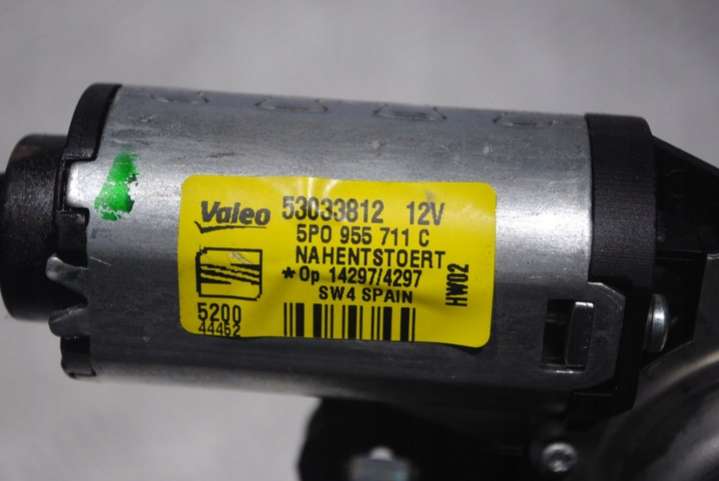 Valeo 53033812 12V
5P0 955 711 C
NAHENTSTOERT
*Op 14297/4297
SW4 SPAIN
5200
44452
HW02